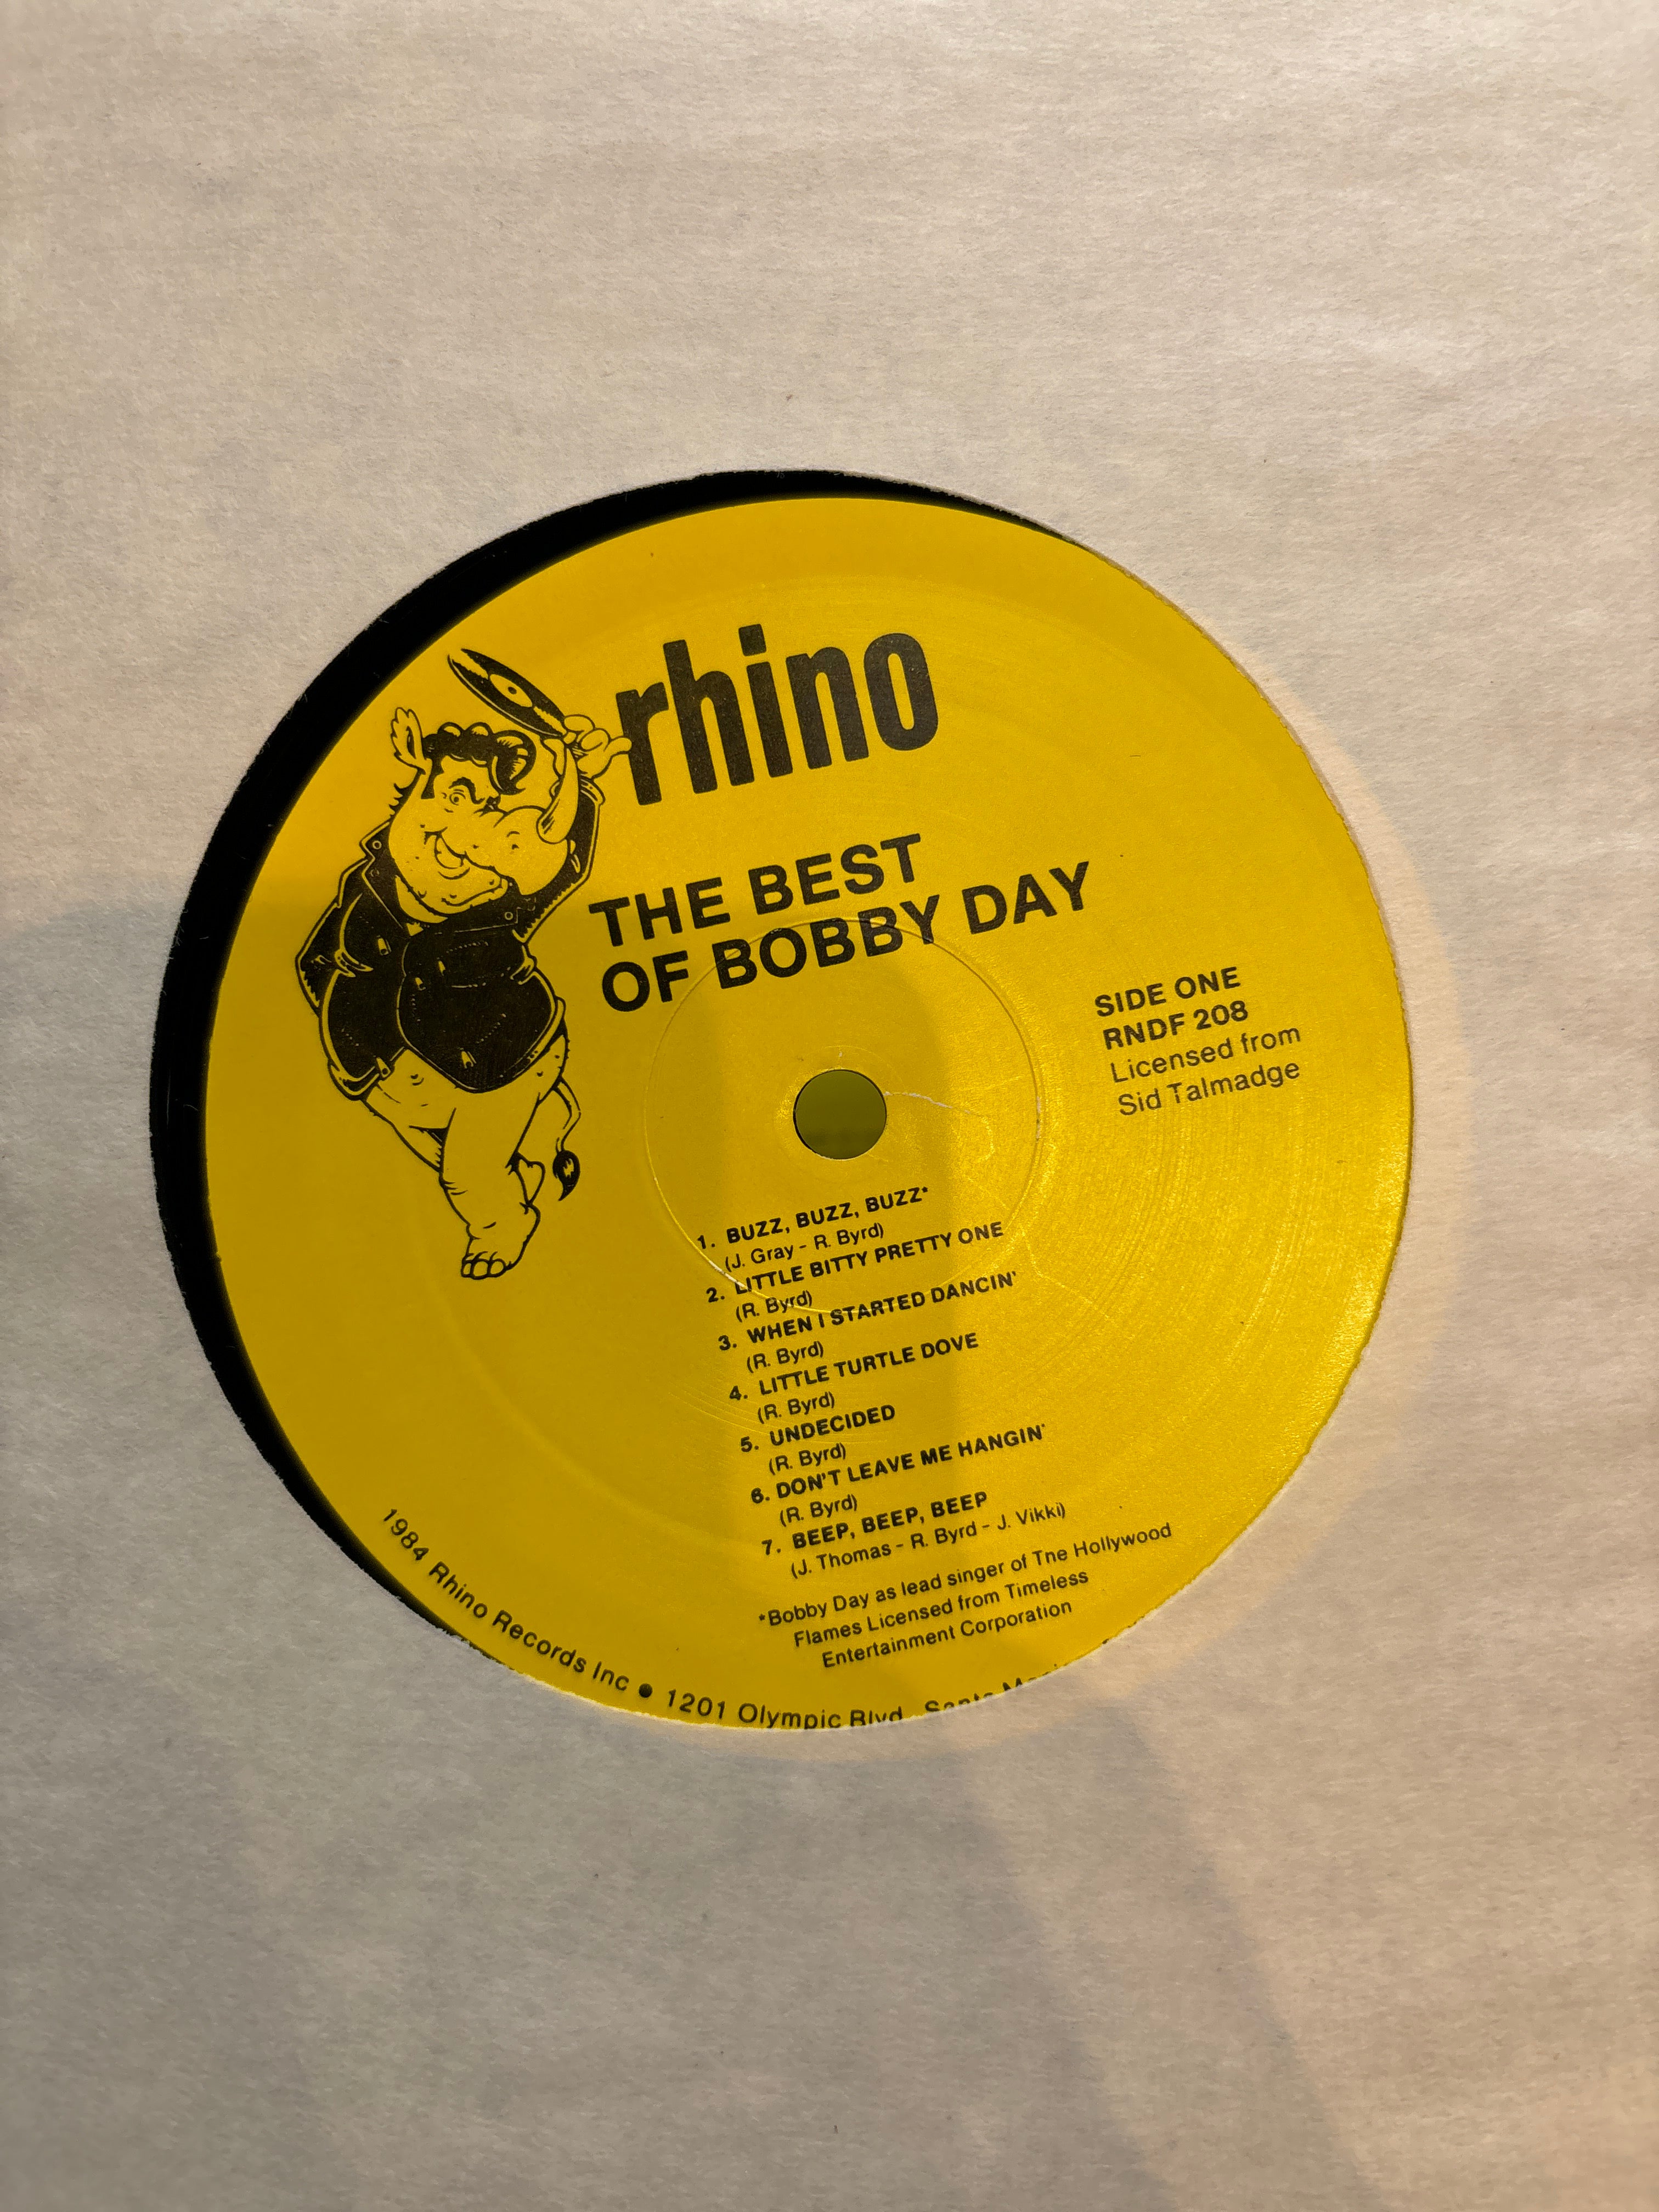 rhino
THE BEST
OF BOBBY DAY
SIDE ONE
RNDF 208
Licensed from
Sid Talmadge
1. BUZZ, BUZZ, BUZZ*
(J. Gray - R. Byrd)
2. LITTLE BITTY PRETTY ONE
(R. Byrd)
3. WHEN I STARTED DANCIN'
(R. Byrd)
4. LITTLE TURTLE DOVE
(R. Byrd)
5. UNDECIDED
(R. Byrd)
6. DON'T LEAVE ME HANGIN'
(R. Byrd)
7. BEEP, BEEP, BEEP
(J. Thomas - R. Byrd - J. Vikki)
*Bobby Day as lead singer of The Hollywood
Flames Licensed from Timeless
Entertainment Corporation
1984 Rhino Records Inc ● 1201 Olympic Blvd. Santa